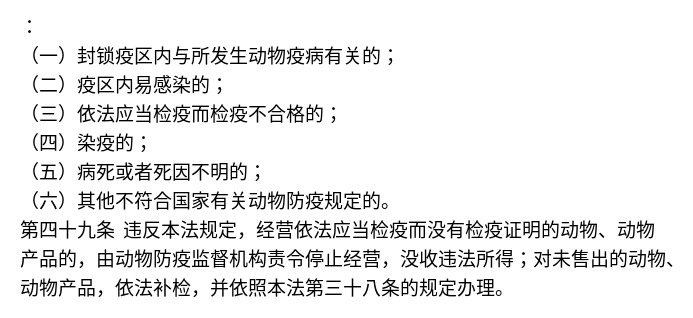 ：
（一）封锁疫区内与所发生动物疫病有关的；
（二）疫区内易感染的；
（三）依法应当检疫而检疫不合格的；
（四）染疫的；
（五）病死或者死因不明的；
（六）其他不符合国家有关动物防疫规定的。
第四十九条 违反本法规定，经营依法应当检疫而没有检疫证明的动物、动物
产品的，由动物防疫监督机构责令停止经营，没收违法所得；对未售出的动物、
动物产品，依法补检，并依照本法第三十八条的规定办理。